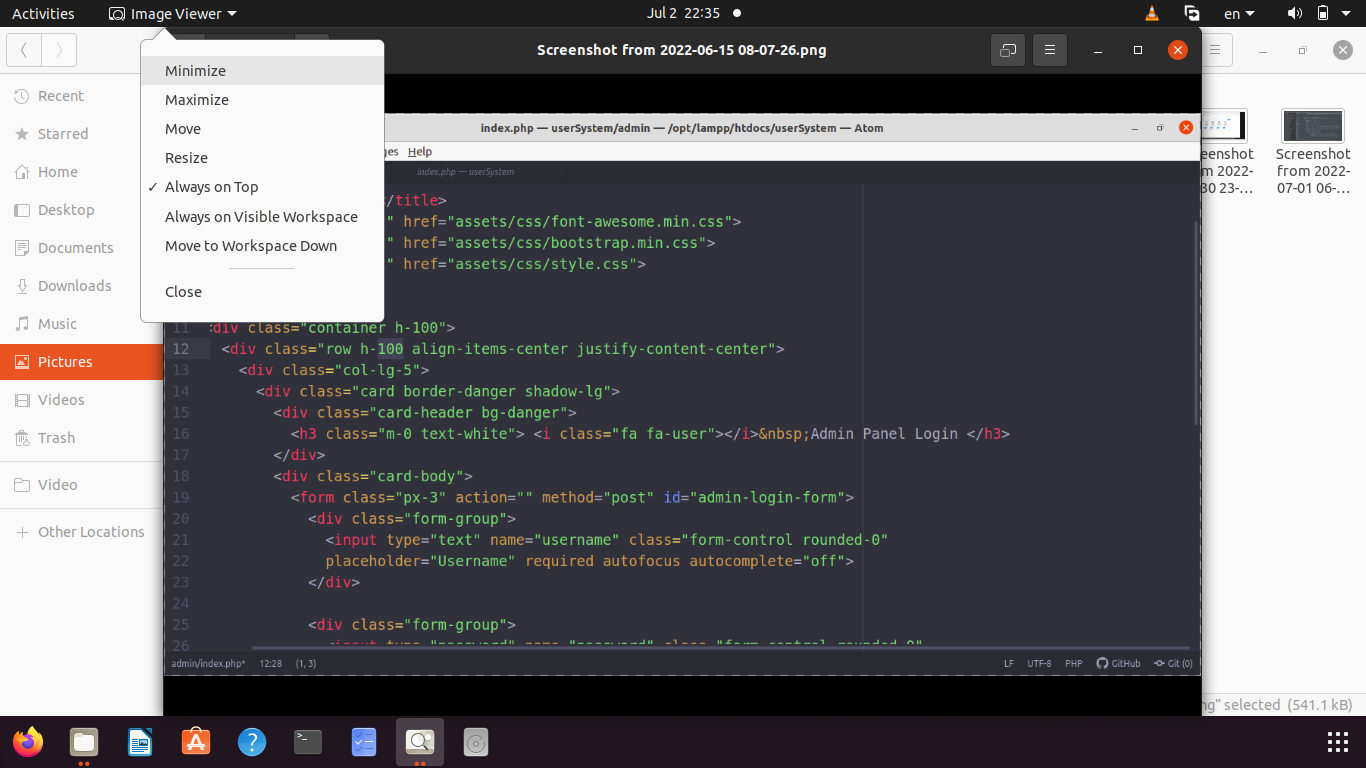 Activities Image Viewer Jul 2 22:35 en
Screenshot from 2022-06-15 08-07-26.png
Minimize
Maximize
Move
Resize
✓ Always on Top
Always on Visible Workspace
Move to Workspace Down
Close
Recent
Starred
Home
Desktop
Documents
Downloads
Music
Pictures
Videos
Trash
Video
Other Locations
index.php — userSystem/admin — /opt/lampp/htdocs/userSystem — Atom
ges Help
index.php — userSystem
/title>
" href="assets/css/font-awesome.min.css">
" href="assets/css/bootstrap.min.css">
" href="assets/css/style.css">
11 div class="container h-100">
12 <div class="row h-100 align-items-center justify-content-center">
13 <div class="col-lg-5">
14 <div class="card border-danger shadow-lg">
15 <div class="card-header bg-danger">
16 <h3 class="m-0 text-white"> <i class="fa fa-user"></i>&nbsp;Admin Panel Login </h3>
17 </div>
18 <div class="card-body">
19 <form class="px-3" action="" method="post" id="admin-login-form">
20 <div class="form-group">
21 <input type="text" name="username" class="form-control rounded-0"
22 placeholder="Username" required autofocus autocomplete="off">
23 </div>
24
25 <div class="form-group">
26 <input type="password" name="password" class="form-control rounded-0"
admin/index.php* 12:28 (1, 3) LF UTF-8 PHP GitHub Git (0)
eenshot
m 2022-
30 23-...
Screenshot
from 2022-
07-01 06-...
ng" selected (541.1 kB)